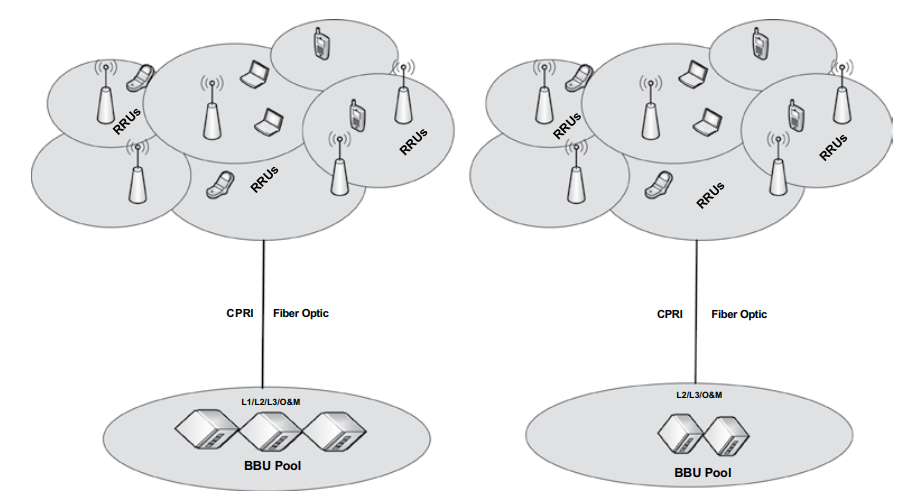 RRUs
RRUs
RRUs
CPRI
Fiber Optic
L1/L2/L3/O&M
BBU Pool
RRUs
RRUs
RRUs
CPRI
Fiber Optic
L2/L3/O&M
BBU Pool